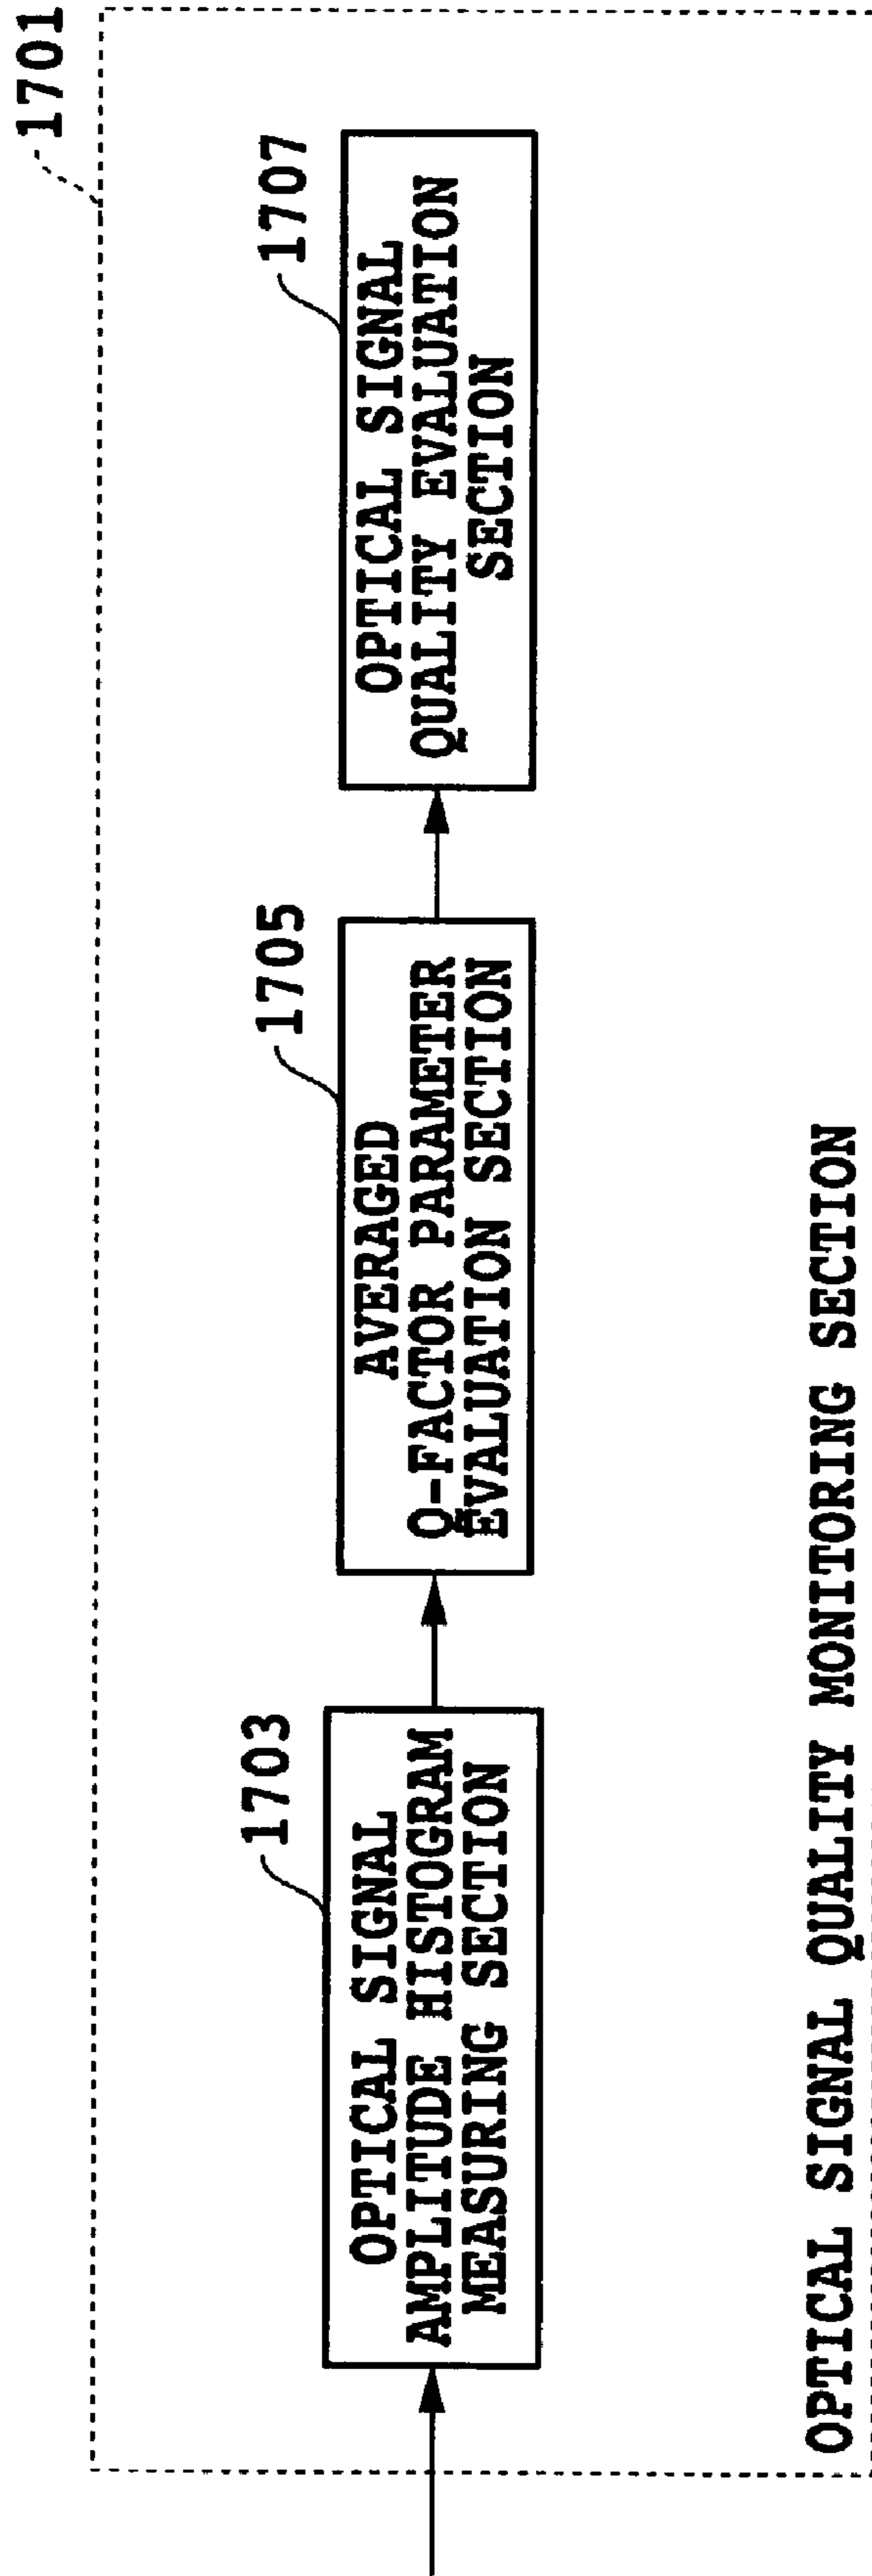 1701
1703
OPTICAL SIGNAL
AMPLITUDE HISTOGRAM
MEASURING SECTION
1705
AVERAGED
Q-FACTOR PARAMETER
EVALUATION SECTION
1707
OPTICAL SIGNAL
QUALITY EVALUATION
SECTION
OPTICAL SIGNAL QUALITY MONITORING SECTION